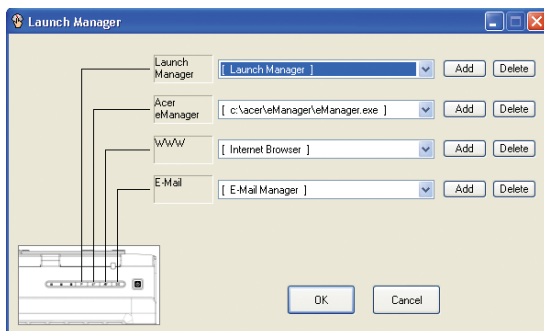 Launch Manager
Launch Manager
[ Launch Manager ]
Add
Delete
Acer eManager
[ c:\acer\eManager\eManager.exe ]
Add
Delete
WWW
[ Internet Browser ]
Add
Delete
E-Mail
[ E-Mail Manager ]
Add
Delete
OK
Cancel